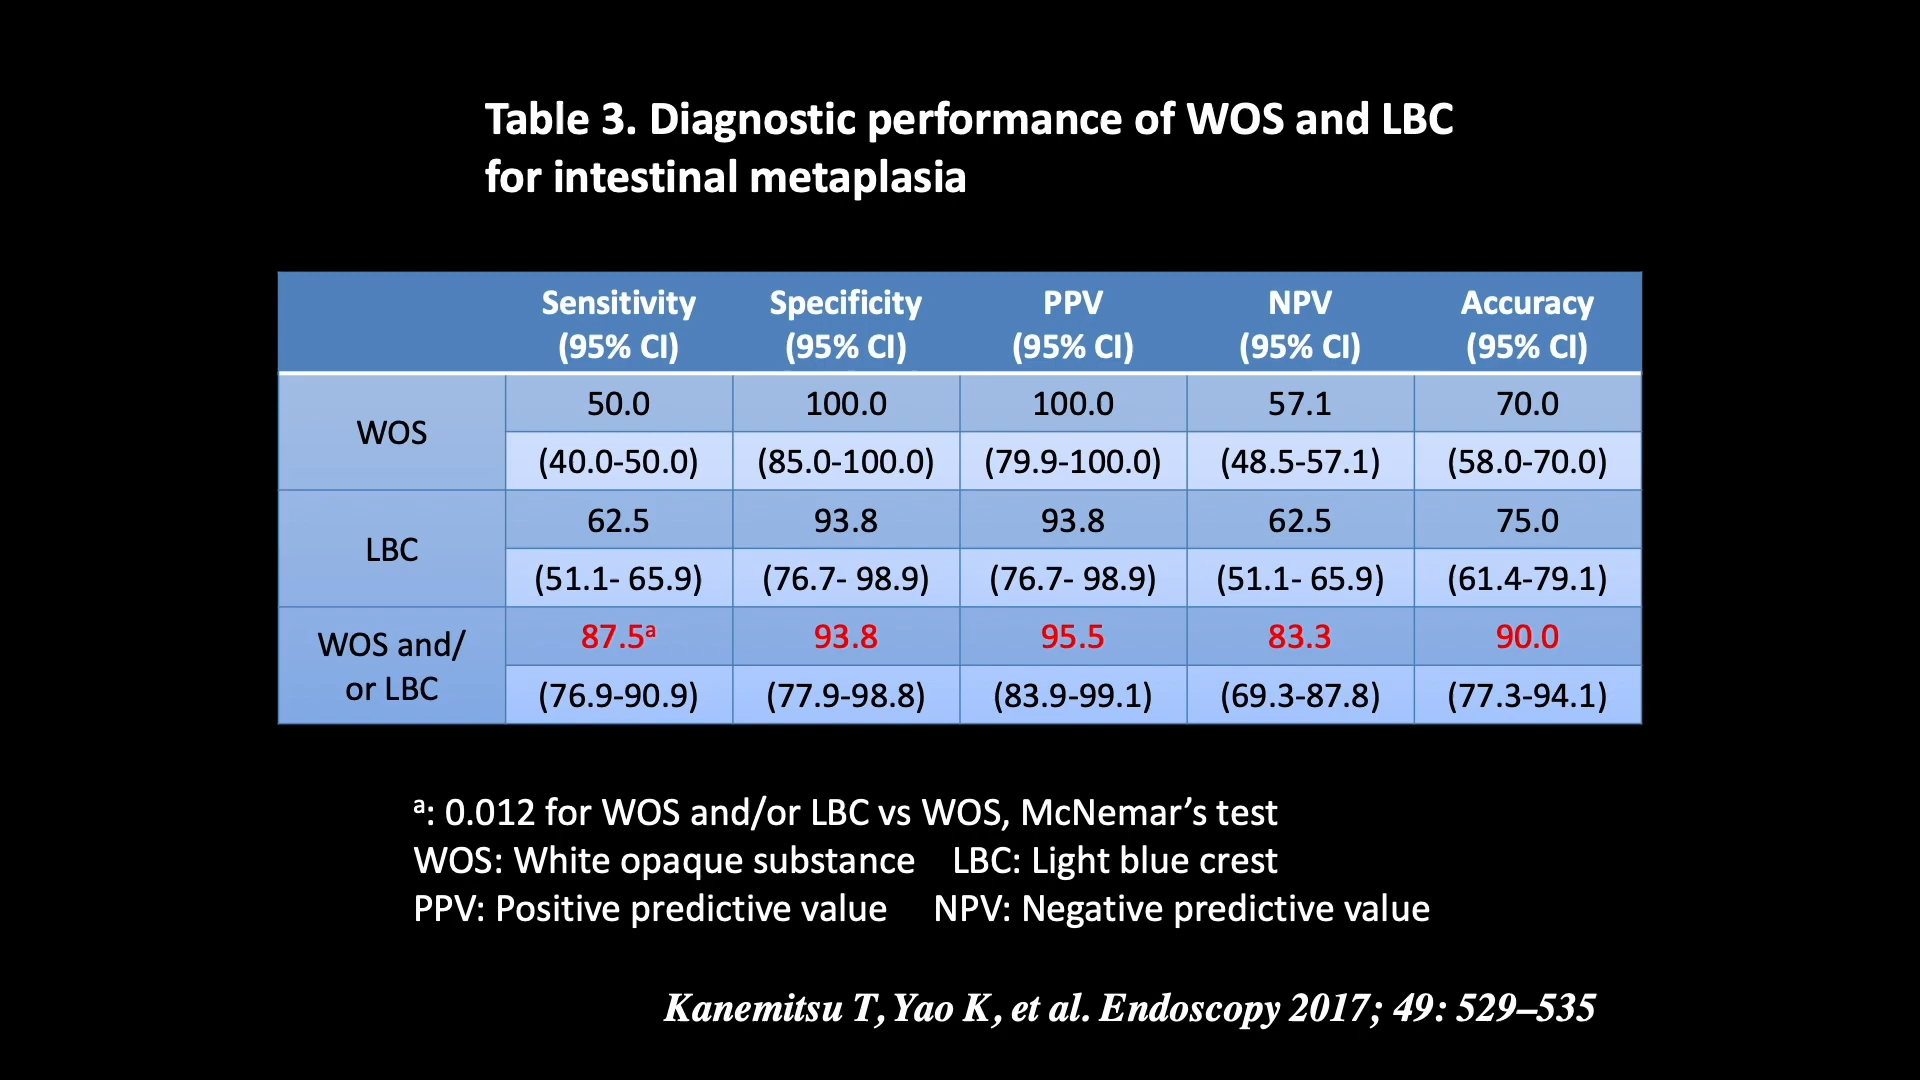 Table 3. Diagnostic performance of WOS and LBC
for intestinal metaplasia
Sensitivity (95% CI) Specificity (95% CI) PPV (95% CI) NPV (95% CI) Accuracy (95% CI)
WOS 50.0 100.0 100.0 57.1 70.0
(40.0-50.0) (85.0-100.0) (79.9-100.0) (48.5-57.1) (58.0-70.0)
LBC 62.5 93.8 93.8 62.5 75.0
(51.1- 65.9) (76.7- 98.9) (76.7- 98.9) (51.1- 65.9) (61.4-79.1)
WOS and/ or LBC 87.5ᵃ 93.8 95.5 83.3 90.0
(76.9-90.9) (77.9-98.8) (83.9-99.1) (69.3-87.8) (77.3-94.1)
ᵃ: 0.012 for WOS and/or LBC vs WOS, McNemar’s test
WOS: White opaque substance LBC: Light blue crest
PPV: Positive predictive value NPV: Negative predictive value
Kanemitsu T, Yao K, et al. Endoscopy 2017; 49: 529–535